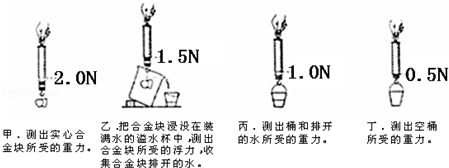 2.0N
1.5N
1.0N
0.5N
甲．测出实心合
金块所受的重力。
乙.把合金块浸没在装
满水的溢水杯中,测出
合金块所受的浮力,收
集合金块排开的水。
丙．测出桶和排开
的水所受的重力。
丁．测出空桶
所受的重力。